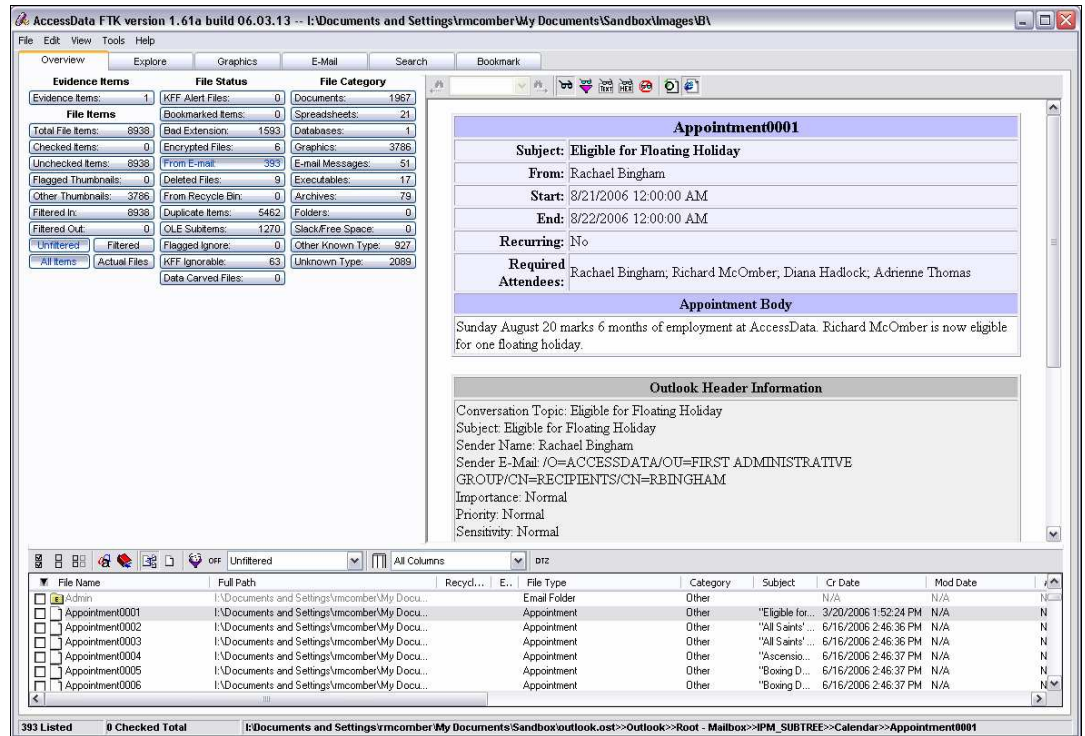 AccessData FTK version 1.61a build 06.03.13 -- I:\Documents and Settings\rmcomber\My Documents\Sandbox\Images\B\
File Edit View Tools Help
Overview Explore Graphics E-Mail Search Bookmark
Evidence Items File Status File Category
Evidence Items: 1 KFF Alert Files: 0 Documents: 1967
File Items Bookmarked Items: 0 Spreadsheets: 21
Total File Items: 8938 Bad Extension: 1593 Databases: 1
Checked Items: 0 Encrypted Files: 6 Graphics: 3786
Unchecked Items: 8938 From E-mail: 393 E-mail Messages: 51
Flagged Thumbnails: 0 Deleted Files: 9 Executables: 17
Other Thumbnails: 3786 From Recycle Bin: 0 Archives: 79
Filtered In: 8938 Duplicate Items: 5462 Folders: 0
Filtered Out: 0 OLE Subitems: 1270 Slack/Free Space: 0
Unfiltered Filtered Flagged Ignore: 0 Other Known Type: 927
All Items Actual Files KFF Ignorable: 63 Unknown Type: 2089
Data Carved Files: 0
TEXT HEX
Appointment0001
Subject: Eligible for Floating Holiday
From: Rachael Bingham
Start: 8/21/2006 12:00:00 AM
End: 8/22/2006 12:00:00 AM
Recurring: No
Required Attendees: Rachael Bingham; Richard McOmber; Diana Hadlock; Adrienne Thomas
Appointment Body
Sunday August 20 marks 6 months of employment at AccessData. Richard McOmber is now eligible
for one floating holiday.
Outlook Header Information
Conversation Topic: Eligible for Floating Holiday
Subject: Eligible for Floating Holiday
Sender Name: Rachael Bingham
Sender E-Mail: /O=ACCESSDATA/OU=FIRST ADMINISTRATIVE
GROUP/CN=RECIPIENTS/CN=RBINGHAM
Importance: Normal
Priority: Normal
Sensitivity: Normal
OFF Unfiltered All Columns DTZ
File Name Full Path Recycl... E.. File Type Category Subject Cr Date Mod Date
Admin I:\Documents and Settings\rmcomber\My Docu... Email Folder Other N/A N/A
Appointment0001 I:\Documents and Settings\rmcomber\My Docu... Appointment Other "Eligible for... 3/20/2006 1:52:24 PM N/A N
Appointment0002 I:\Documents and Settings\rmcomber\My Docu... Appointment Other "All Saints' ... 6/16/2006 2:46:36 PM N/A N
Appointment0003 I:\Documents and Settings\rmcomber\My Docu... Appointment Other "All Saints' ... 6/16/2006 2:46:36 PM N/A N
Appointment0004 I:\Documents and Settings\rmcomber\My Docu... Appointment Other "Ascensio... 6/16/2006 2:46:37 PM N/A N
Appointment0005 I:\Documents and Settings\rmcomber\My Docu... Appointment Other "Boxing D... 6/16/2006 2:46:37 PM N/A N
Appointment0006 I:\Documents and Settings\rmcomber\My Docu... Appointment Other "Boxing D... 6/16/2006 2:46:37 PM N/A N
393 Listed 0 Checked Total I:\Documents and Settings\rmcomber\My Documents\Sandbox\outlook.ost>>Outlook>>Root - Mailbox>>IPM_SUBTREE>>Calendar>>Appointment0001